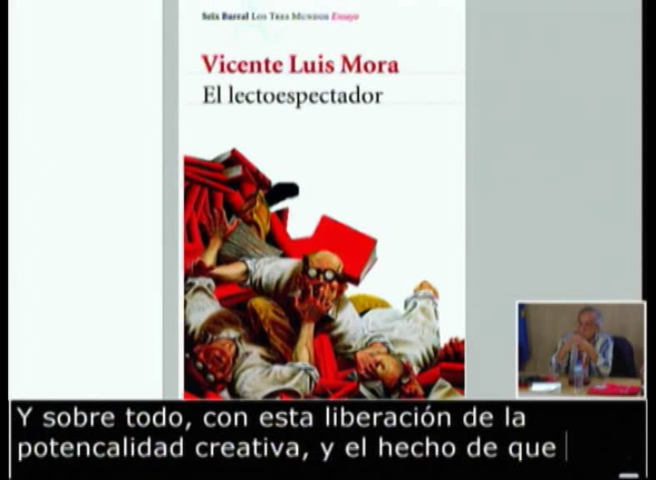 Seix Barral Los Tres Mundos Ensayo
Vicente Luis Mora
El lectoespectador
Y sobre todo, con esta liberación de la
potencalidad creativa, y el hecho de que